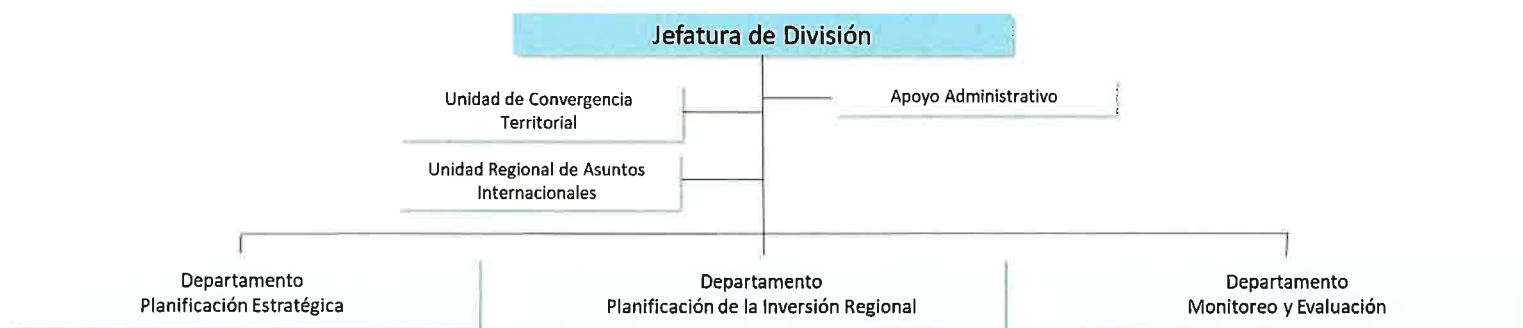 Jefatura de División
Unidad de Convergencia
Territorial
Apoyo Administrativo
Unidad Regional de Asuntos
Internacionales
Departamento
Planificación Estratégica
Departamento
Planificación de la Inversión Regional
Departamento
Monitoreo y Evaluación